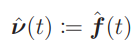 𝝂̂(t) := 𝒇̂(t)